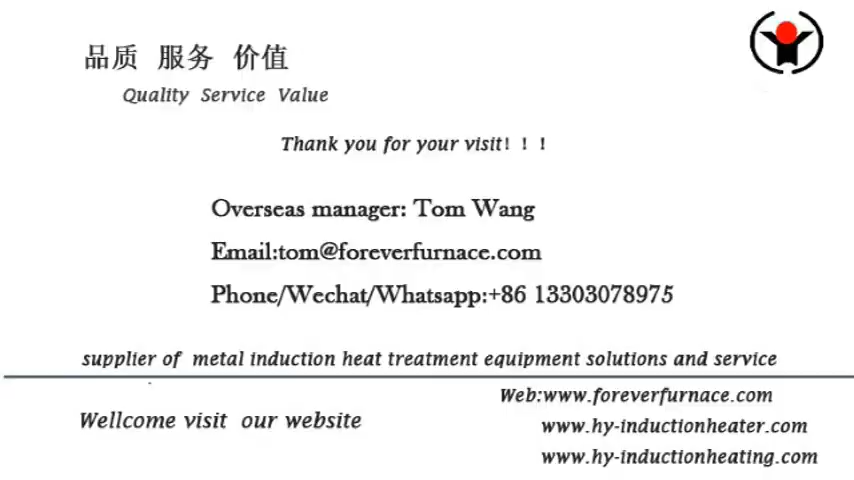 品质 服务 价值
Quality Service Value
Thank you for your visit! ! !
Overseas manager: Tom Wang
Email:tom@foreverfurnace.com
Phone/Wechat/Whatsapp:+86 13303078975
supplier of metal induction heat treatment equipment solutions and service
Web:www.foreverfurnace.com
Wellcome visit our website
www.hy-inductionheater.com
www.hy-inductionheating.com